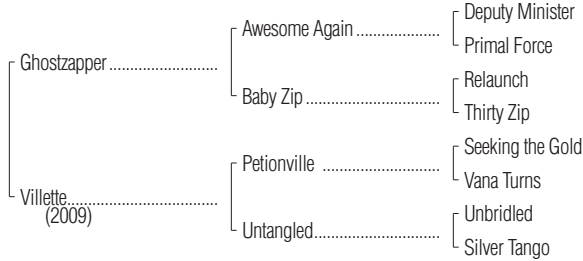 Deputy Minister
Awesome Again ....................
Primal Force
Ghostzapper ..........................
Relaunch
Baby Zip ................................
Thirty Zip
Seeking the Gold
Petionville ............................
Vana Turns
Villette....................................
(2009)
Unbridled
Untangled..............................
Silver Tango